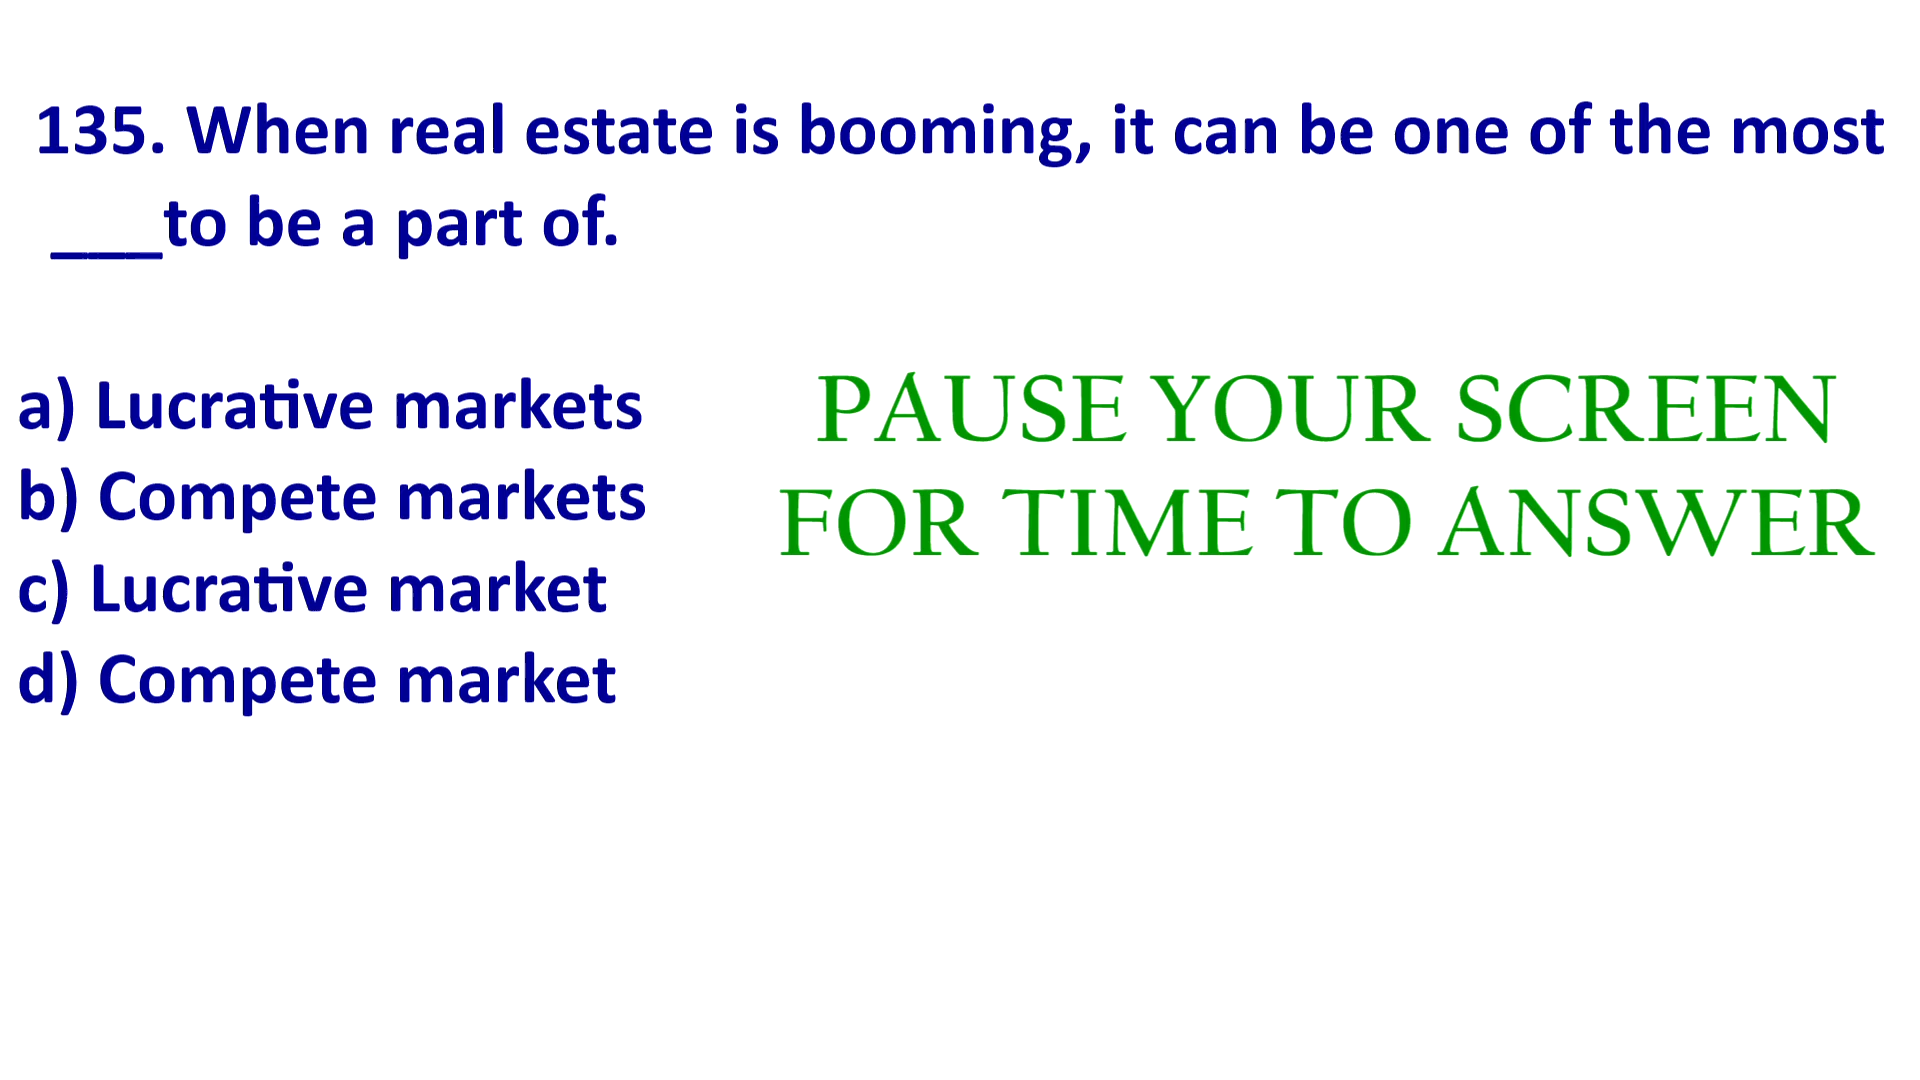 135. When real estate is booming, it can be one of the most
___to be a part of.
a) Lucrative markets
b) Compete markets
c) Lucrative market
d) Compete market
PAUSE YOUR SCREEN
FOR TIME TO ANSWER